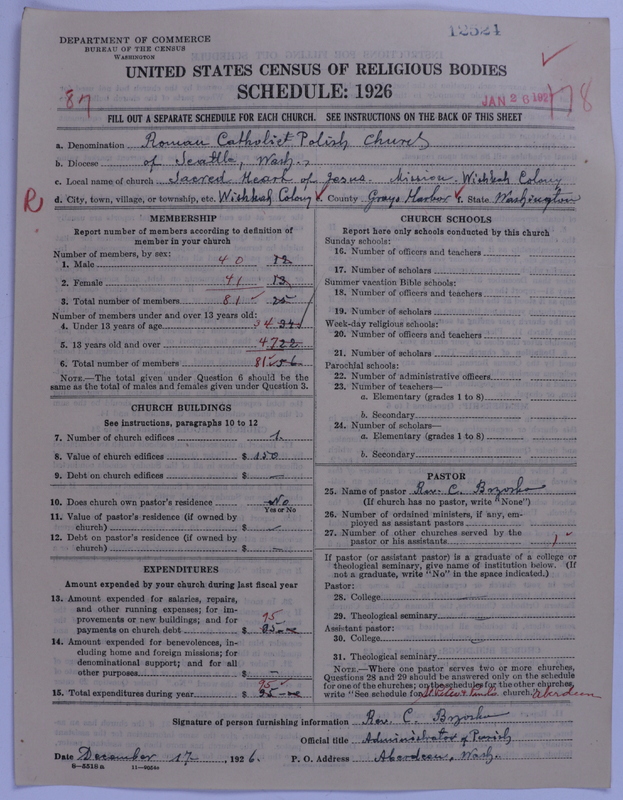 12524
DEPARTMENT OF COMMERCE
BUREAU OF THE CENSUS
WASHINGTON
UNITED STATES CENSUS OF RELIGIOUS BODIES
SCHEDULE: 1926
87
JAN 26 192
178
FILL OUT A SEPARATE SCHEDULE FOR EACH CHURCH. SEE INSTRUCTIONS ON THE BACK OF THIS SHEET
a. Denomination Roman Catholic Polish Church
b. Diocese of Seattle, Wash.
c. Local name of church Sacred Heart of Jesus. Mission. Wishkah Colony
R d. City, town, village, or township, etc. Wishkah Colony e. County Grays Harbor f. State Washington
MEMBERSHIP
Report number of members according to definition of
member in your church
Number of members, by sex:
1. Male 40 12
2. Female 41 13
3. Total number of members 81 25
Number of members under and over 13 years old:
4. Under 13 years of age 34 34
5. 13 years old and over 47 22
6. Total number of members 81 56
NOTE.—The total given under Question 6 should be the
same as the total of males and females given under Question 3.
CHURCH BUILDINGS
See instructions, paragraphs 10 to 12
7. Number of church edifices 1
8. Value of church edifices $ 150
9. Debt on church edifices $ —
10. Does church own pastor's residence No
Yes or No
11. Value of pastor's residence (if owned by
church) $
12. Debt on pastor's residence (if owned by
church) $ —
EXPENDITURES
Amount expended by your church during last fiscal year
13. Amount expended for salaries, repairs,
and other running expenses; for im-
provements or new buildings; and for 95
payments on church debt $
14. Amount expended for benevolences, in-
cluding home and foreign missions; for
denominational support; and for all
other purposes $ —
95
15. Total expenditures during year $
CHURCH SCHOOLS
Report here only schools conducted by this church
Sunday schools:
16. Number of officers and teachers
17. Number of scholars
Summer vacation Bible schools:
18. Number of officers and teachers
19. Number of scholars
Week-day religious schools:
20. Number of officers and teachers
21. Number of scholars
Parochial schools:
22. Number of administrative officers
23. Number of teachers—
a. Elementary (grades 1 to 8)
b. Secondary
24. Number of scholars—
a. Elementary (grades 1 to 8)
b. Secondary
PASTOR
25. Name of pastor Rev. C. Brzoska
(If church has no pastor, write "None")
26. Number of ordained ministers, if any, em-
ployed as assistant pastors
27. Number of other churches served by the
pastor or his assistants 1
If pastor (or assistant pastor) is a graduate of a college or
theological seminary, give name of institution below. (If
not a graduate, write "No" in the space indicated.)
Pastor:
28. College
29. Theological seminary
Assistant pastor:
30. College
31. Theological seminary
NOTE.—Where one pastor serves two or more churches,
Questions 28 and 29 should be answered only on the schedule
for one of the churches; on the schedules for the other churches,
write "See schedule for St Peter & Pauls church. Aberdeen
Signature of person furnishing information Rev. C. Brzoska
Official title Administrator of Parish
Date December 17, 1926. P. O. Address Aberdeen, Wash.
8—5518a 11—9054a